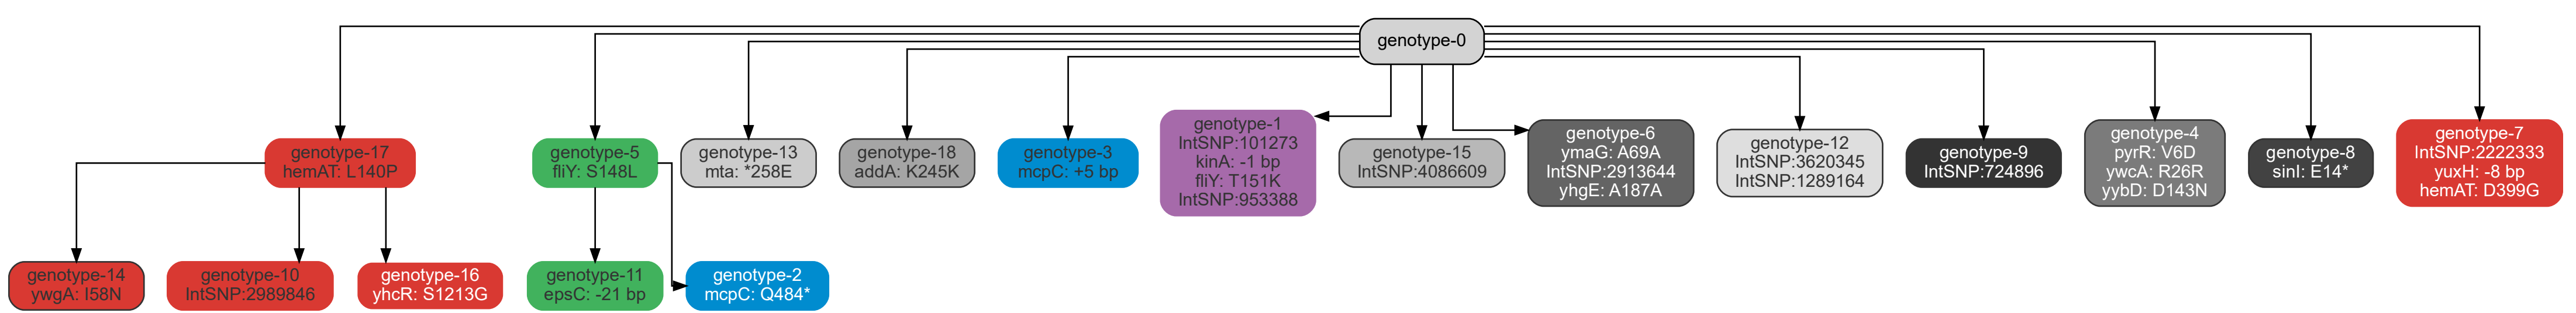 genotype-0
genotype-17
hemAT: L140P
genotype-5
fliY: S148L
genotype-13
mta: *258E
genotype-18
addA: K245K
genotype-3
mcpC: +5 bp
genotype-1
IntSNP:101273
kinA: -1 bp
fliY: T151K
IntSNP:953388
genotype-15
IntSNP:4086609
genotype-6
ymaG: A69A
IntSNP:2913644
yhgE: A187A
genotype-12
IntSNP:3620345
IntSNP:1289164
genotype-9
IntSNP:724896
genotype-4
pyrR: V6D
ywcA: R26R
yybD: D143N
genotype-8
sinI: E14*
genotype-7
IntSNP:2222333
yuxH: -8 bp
hemAT: D399G
genotype-14
ywgA: I58N
genotype-10
IntSNP:2989846
genotype-16
yhcR: S1213G
genotype-11
epsC: -21 bp
genotype-2
mcpC: Q484*